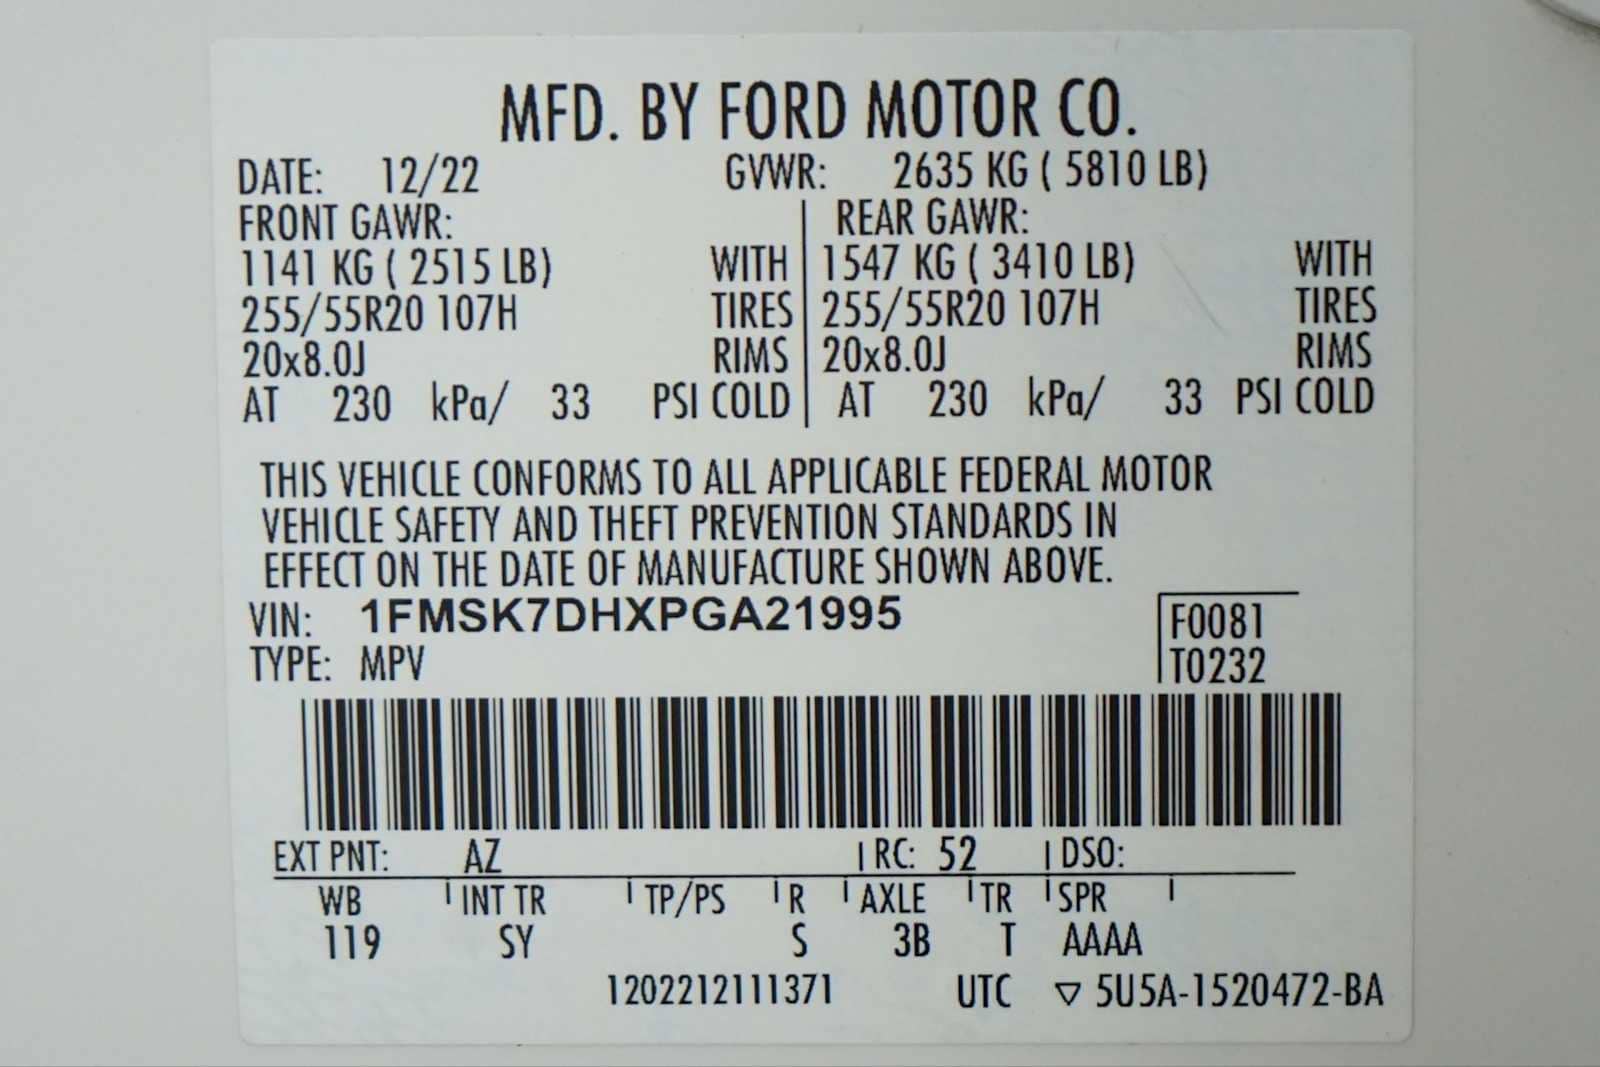 MFD. BY FORD MOTOR CO.
DATE: 12/22 GVWR: 2635 KG ( 5810 LB)
FRONT GAWR: REAR GAWR:
1141 KG ( 2515 LB) WITH 1547 KG ( 3410 LB) WITH
255/55R20 107H TIRES 255/55R20 107H TIRES
20x8.0J RIMS 20x8.0J RIMS
AT 230 kPa/ 33 PSI COLD AT 230 kPa/ 33 PSI COLD
THIS VEHICLE CONFORMS TO ALL APPLICABLE FEDERAL MOTOR
VEHICLE SAFETY AND THEFT PREVENTION STANDARDS IN
EFFECT ON THE DATE OF MANUFACTURE SHOWN ABOVE.
VIN: 1FMSK7DHXPGA21995 F0081
TYPE: MPV T0232
EXT PNT: AZ RC: 52 DSO:
WB INT TR TP/PS R AXLE TR SPR
119 SY S 3B T AAAA
1202212111371 UTC ▽ 5U5A-1520472-BA